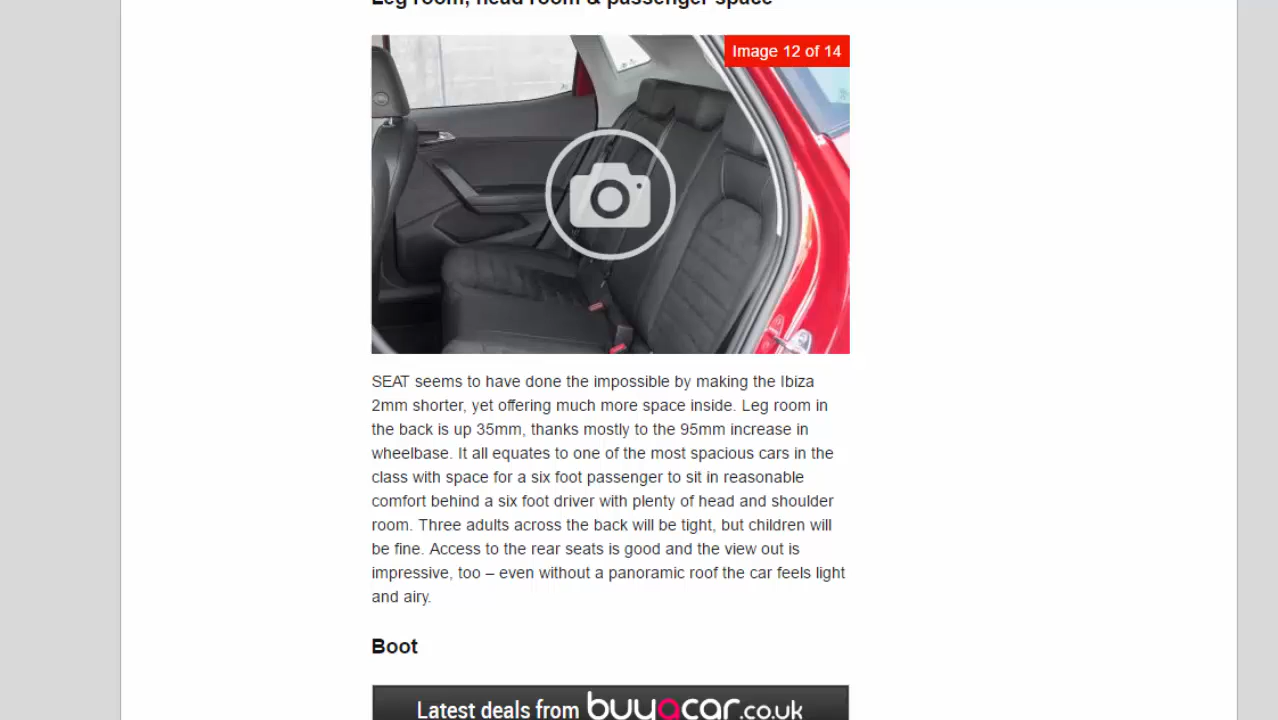 Leg room, head room & passenger space
Image 12 of 14
SEAT seems to have done the impossible by making the Ibiza
2mm shorter, yet offering much more space inside. Leg room in
the back is up 35mm, thanks mostly to the 95mm increase in
wheelbase. It all equates to one of the most spacious cars in the
class with space for a six foot passenger to sit in reasonable
comfort behind a six foot driver with plenty of head and shoulder
room. Three adults across the back will be tight, but children will
be fine. Access to the rear seats is good and the view out is
impressive, too – even without a panoramic roof the car feels light
and airy.
Boot
Latest deals from buyacar.co.uk